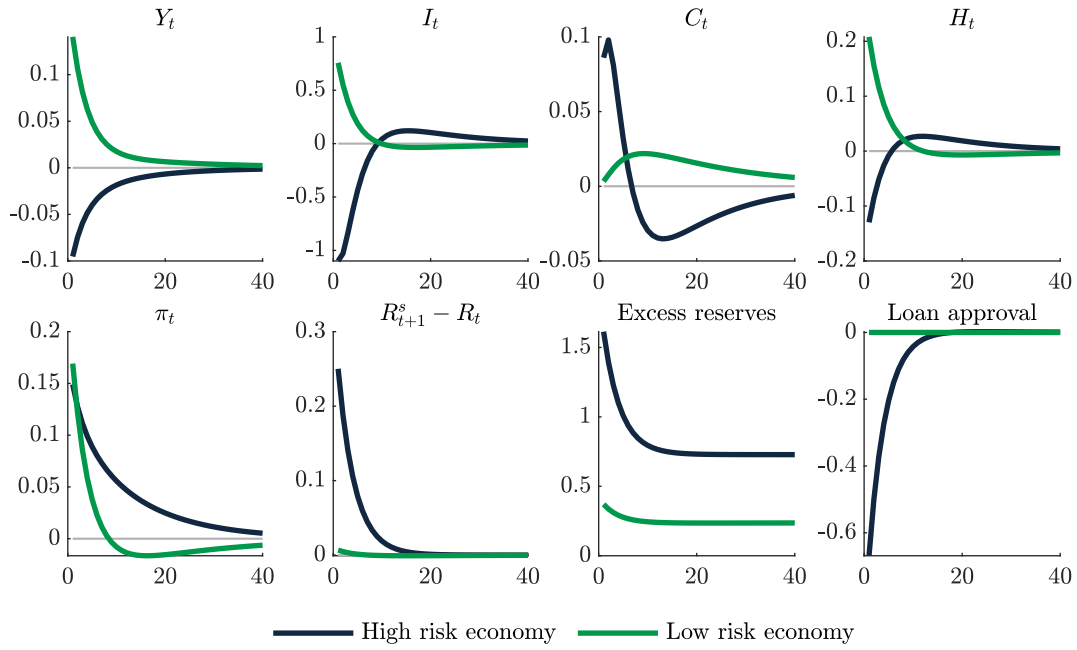 Y_t
0.1
0.05
0
-0.05
-0.1
0 20 40
I_t
1
0.5
0
-0.5
-1
0 20 40
C_t
0.1
0.05
0
-0.05
0 20 40
H_t
0.2
0.1
0
-0.1
-0.2
0 20 40
π_t
0.2
0.15
0.1
0.05
0
0 20 40
R^s_{t+1} − R_t
0.3
0.2
0.1
0
0 20 40
Excess reserves
1.5
1
0.5
0
0 20 40
Loan approval
0
-0.2
-0.4
-0.6
0 20 40
High risk economy Low risk economy